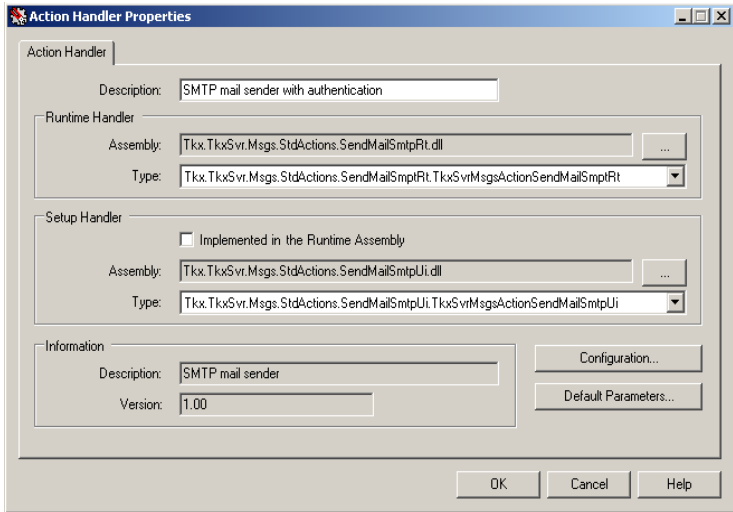 Action Handler Properties
Action Handler
Description: SMTP mail sender with authentication
Runtime Handler
Assembly: Tkx.TkxSvr.Msgs.StdActions.SendMailSmtpRt.dll ...
Type: Tkx.TkxSvr.Msgs.StdActions.SendMailSmptRt.TkxSvrMsgsActionSendMailSmptRt
Setup Handler
Implemented in the Runtime Assembly
Assembly: Tkx.TkxSvr.Msgs.StdActions.SendMailSmtpUi.dll ...
Type: Tkx.TkxSvr.Msgs.StdActions.SendMailSmtpUi.TkxSvrMsgsActionSendMailSmtpUi
Information
Description: SMTP mail sender
Version: 1.00
Configuration...
Default Parameters...
OK Cancel Help